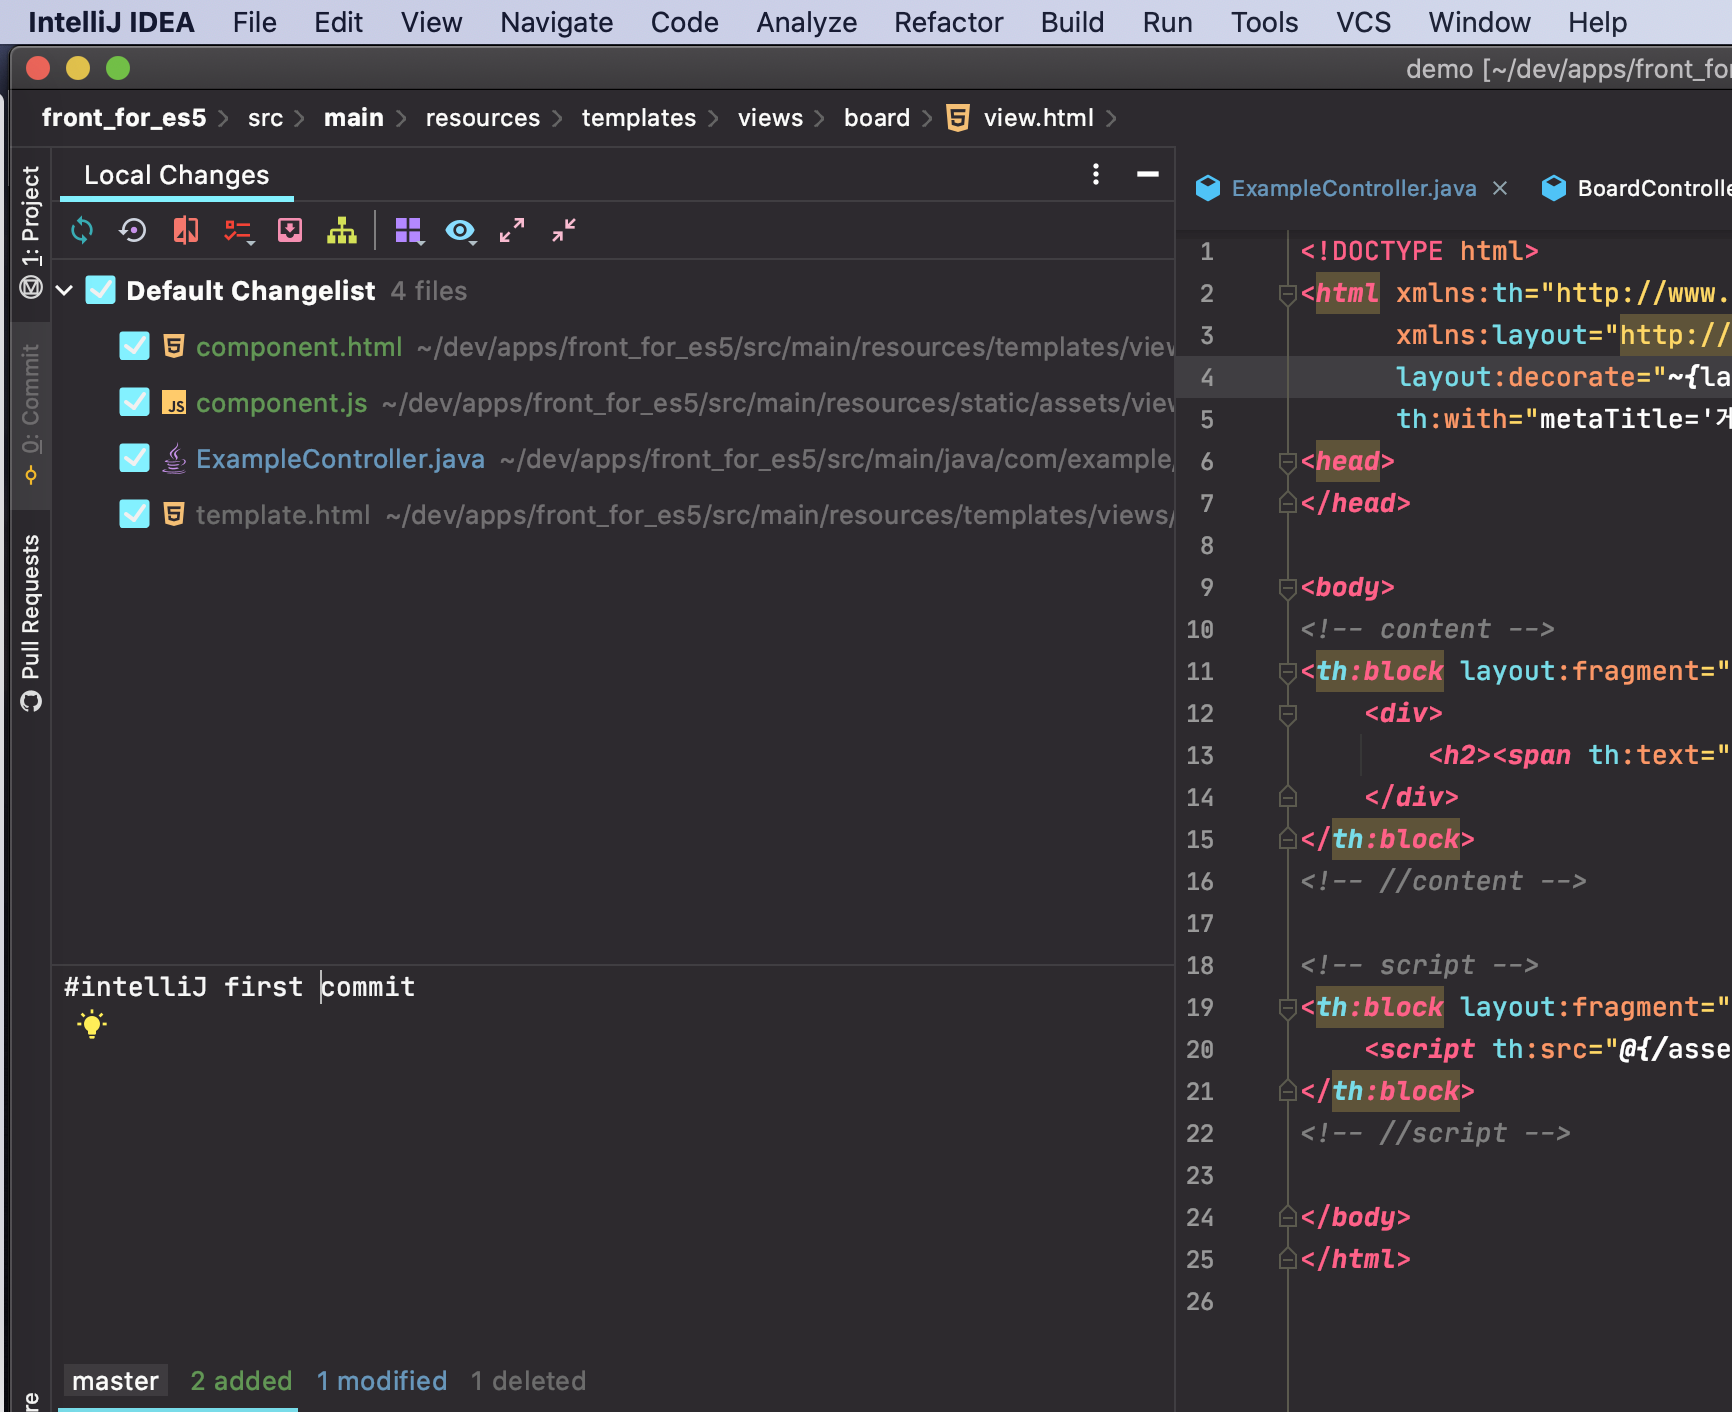 IntelliJ IDEA File Edit View Navigate Code Analyze Refactor Build Run Tools VCS Window Help
demo [~/dev/apps/front_for
front_for_es5 src main resources templates views board view.html
1: Project
0: Commit
Pull Requests
Local Changes
Default Changelist 4 files
component.html ~/dev/apps/front_for_es5/src/main/resources/templates/view
component.js ~/dev/apps/front_for_es5/src/main/resources/static/assets/view
ExampleController.java ~/dev/apps/front_for_es5/src/main/java/com/example/
template.html ~/dev/apps/front_for_es5/src/main/resources/templates/views/
#intelliJ first commit
master 2 added 1 modified 1 deleted
ExampleController.java BoardControlle
1 <!DOCTYPE html>
2 <html xmlns:th="http://www.
3 xmlns:layout="http://
4 layout:decorate="~{la
5 th:with="metaTitle='게
6 <head>
7 </head>
8
9 <body>
10 <!-- content -->
11 <th:block layout:fragment="
12 <div>
13 <h2><span th:text="
14 </div>
15 </th:block>
16 <!-- //content -->
17
18 <!-- script -->
19 <th:block layout:fragment="
20 <script th:src="@{/asse
21 </th:block>
22 <!-- //script -->
23
24 </body>
25 </html>
26